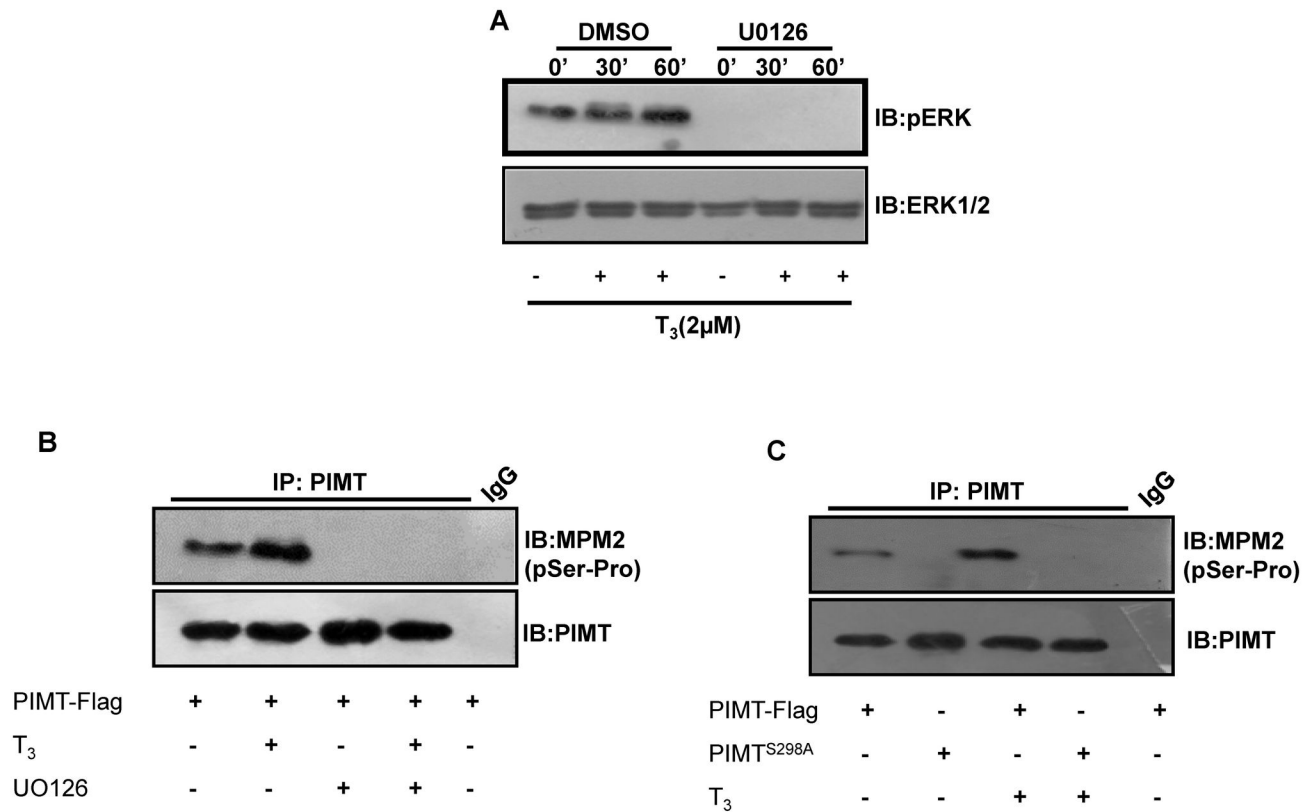 A
DMSO U0126
0' 30' 60' 0' 30' 60'
IB:pERK
IB:ERK1/2
- + + - + +
T₃(2µM)
B
IP: PIMT IgG
IB:MPM2
(pSer-Pro)
IB:PIMT
PIMT-Flag + + + + +
T₃ - + - + -
UO126 - - + + -
C
IP: PIMT IgG
IB:MPM2
(pSer-Pro)
IB:PIMT
PIMT-Flag + - + - +
PIMTS298A - + - + -
T₃ - - + + -